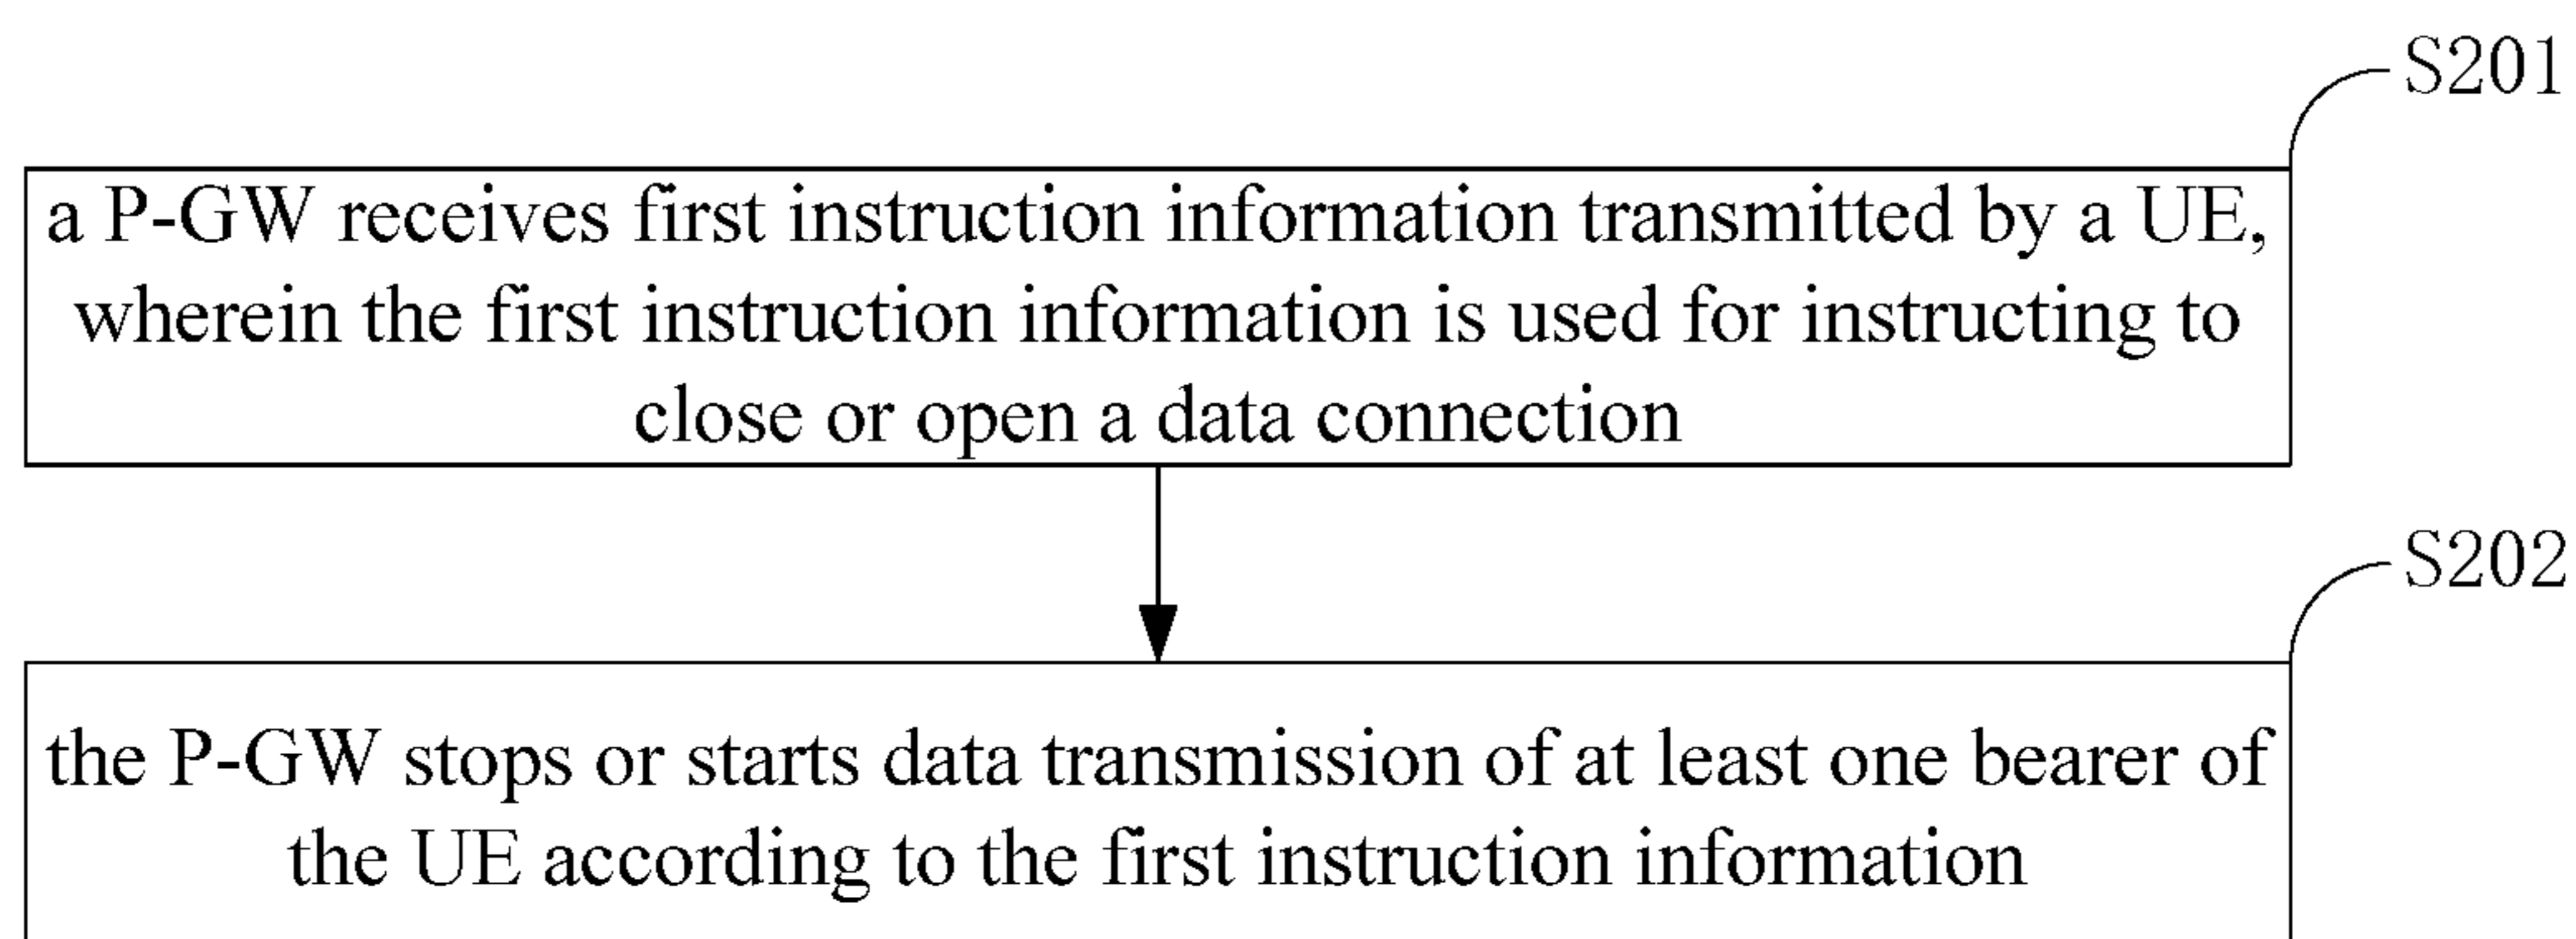 S201
a P-GW receives first instruction information transmitted by a UE,
wherein the first instruction information is used for instructing to
close or open a data connection
S202
the P-GW stops or starts data transmission of at least one bearer of
the UE according to the first instruction information